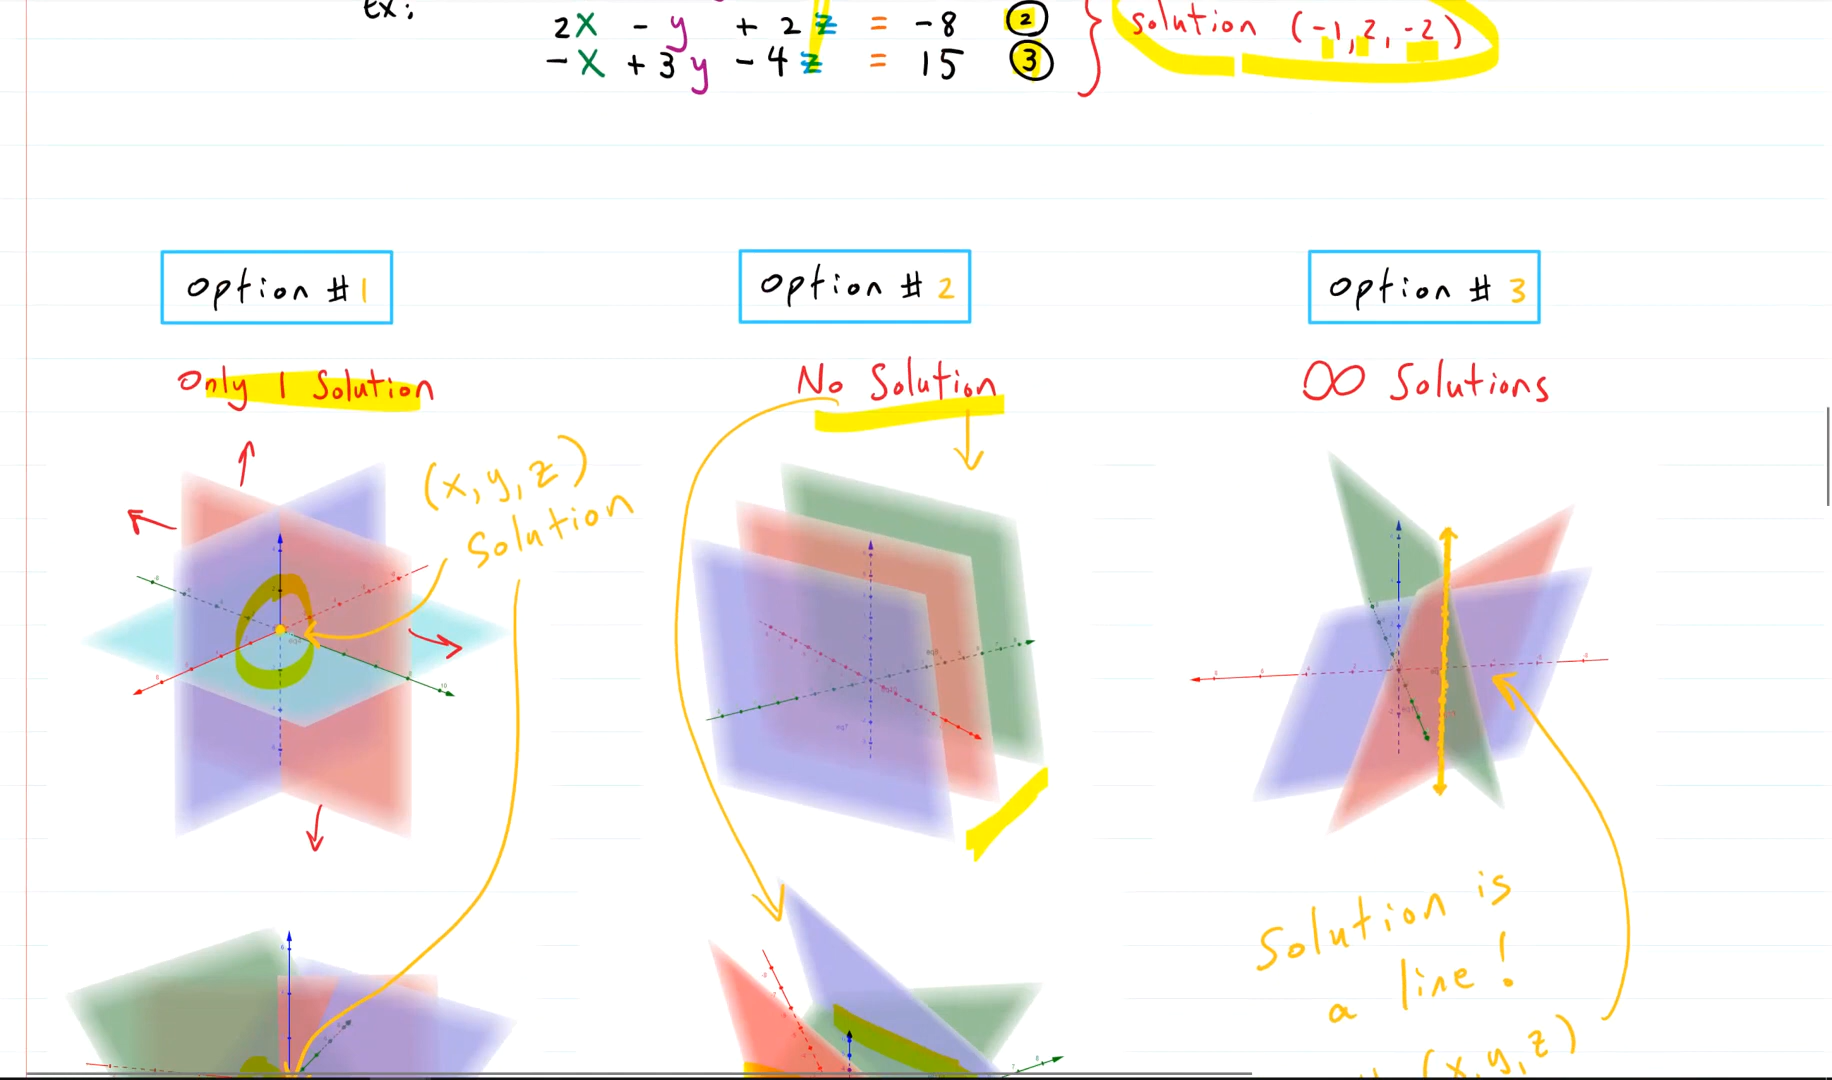 Ex:
2x - y + 2z = -8 ② solution (-1, 2, -2)
-x + 3y - 4z = 15 ③
Option # 1
Option # 2
Option # 3
Only 1 Solution
No Solution
∞ Solutions
(x, y, z)
Solution
Solution is
a line!
(x, y, z)